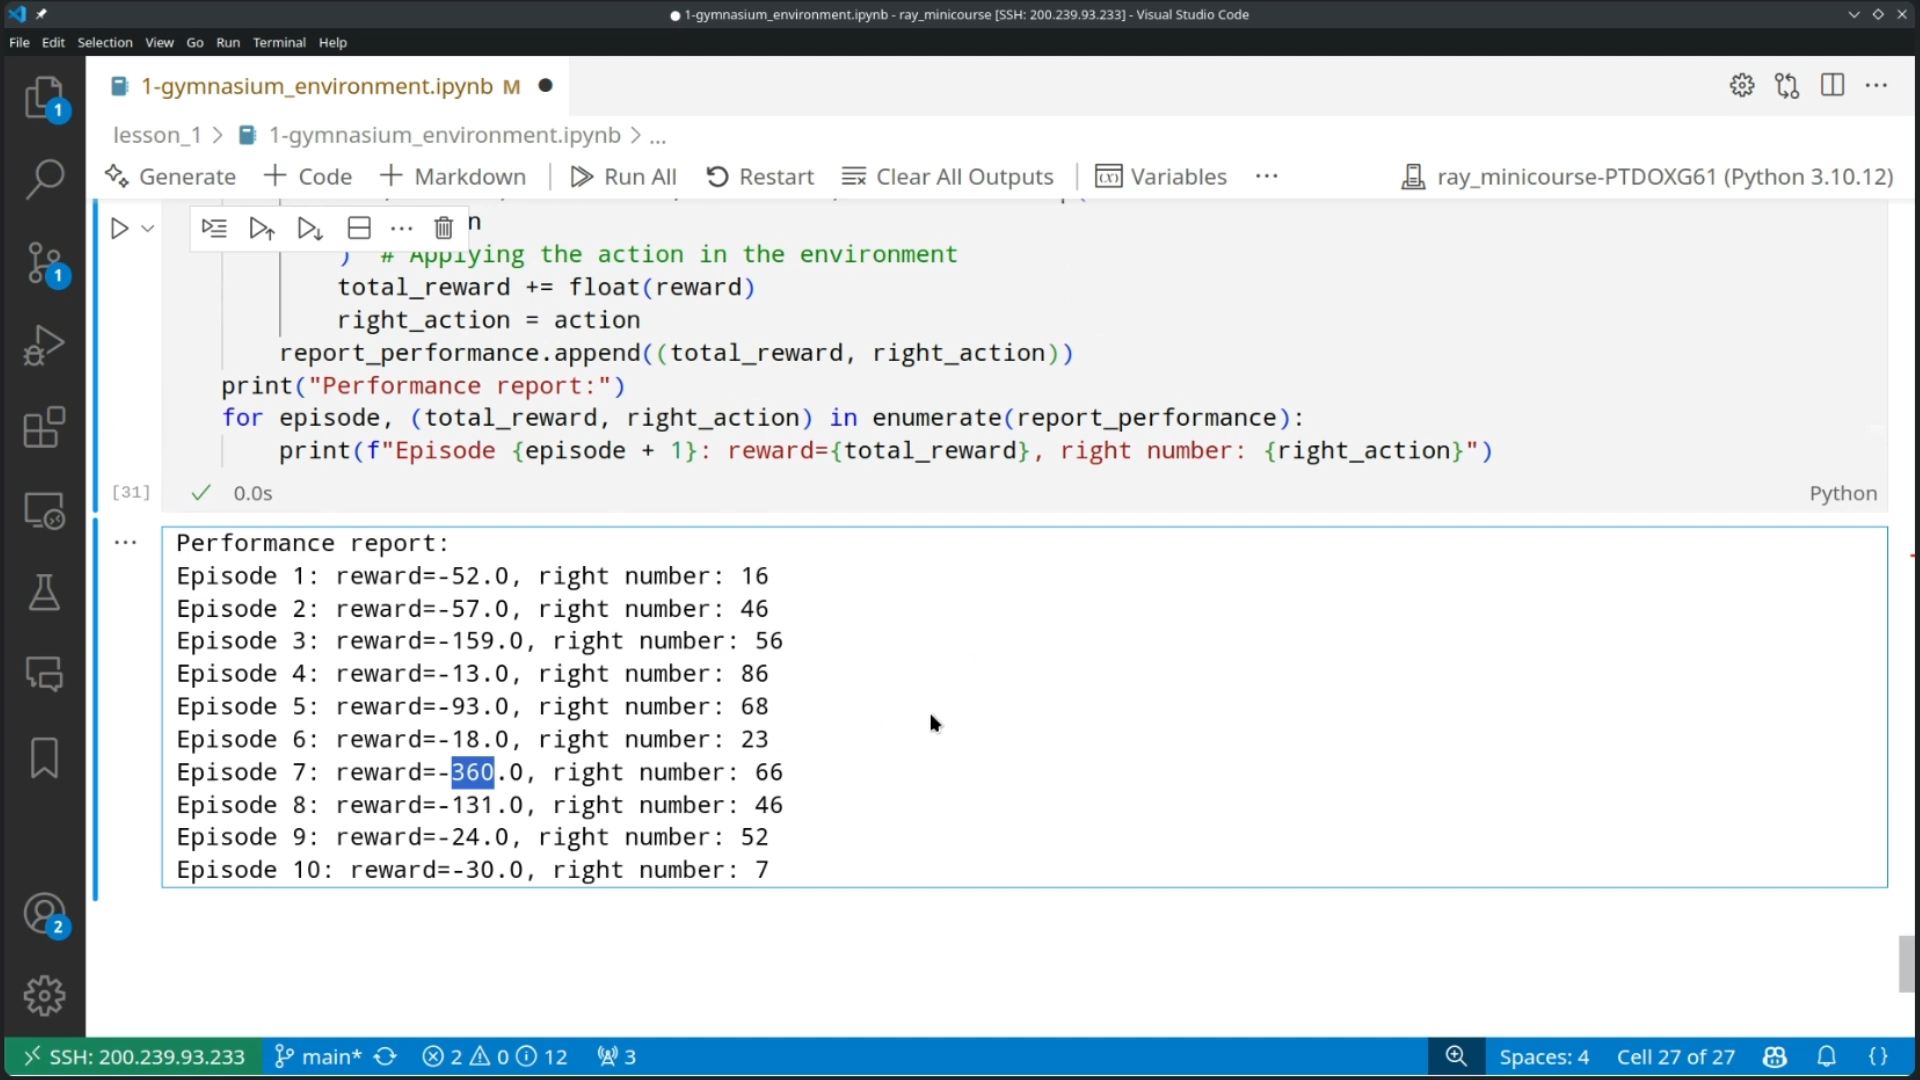 ● 1-gymnasium_environment.ipynb - ray_minicourse [SSH: 200.239.93.233] - Visual Studio Code
File Edit Selection View Go Run Terminal Help
1-gymnasium_environment.ipynb M ●
lesson_1 > 1-gymnasium_environment.ipynb > ...
Generate + Code + Markdown | Run All Restart Clear All Outputs | Variables ... ray_minicourse-PTDOXG61 (Python 3.10.12)
n
) # Applying the action in the environment
total_reward += float(reward)
right_action = action
report_performance.append((total_reward, right_action))
print("Performance report:")
for episode, (total_reward, right_action) in enumerate(report_performance):
print(f"Episode {episode + 1}: reward={total_reward}, right number: {right_action}")
[31] ✓ 0.0s Python
Performance report:
Episode 1: reward=-52.0, right number: 16
Episode 2: reward=-57.0, right number: 46
Episode 3: reward=-159.0, right number: 56
Episode 4: reward=-13.0, right number: 86
Episode 5: reward=-93.0, right number: 68
Episode 6: reward=-18.0, right number: 23
Episode 7: reward=-360.0, right number: 66
Episode 8: reward=-131.0, right number: 46
Episode 9: reward=-24.0, right number: 52
Episode 10: reward=-30.0, right number: 7
1
1
2
SSH: 200.239.93.233 main* 2 0 12 3 Spaces: 4 Cell 27 of 27 {}